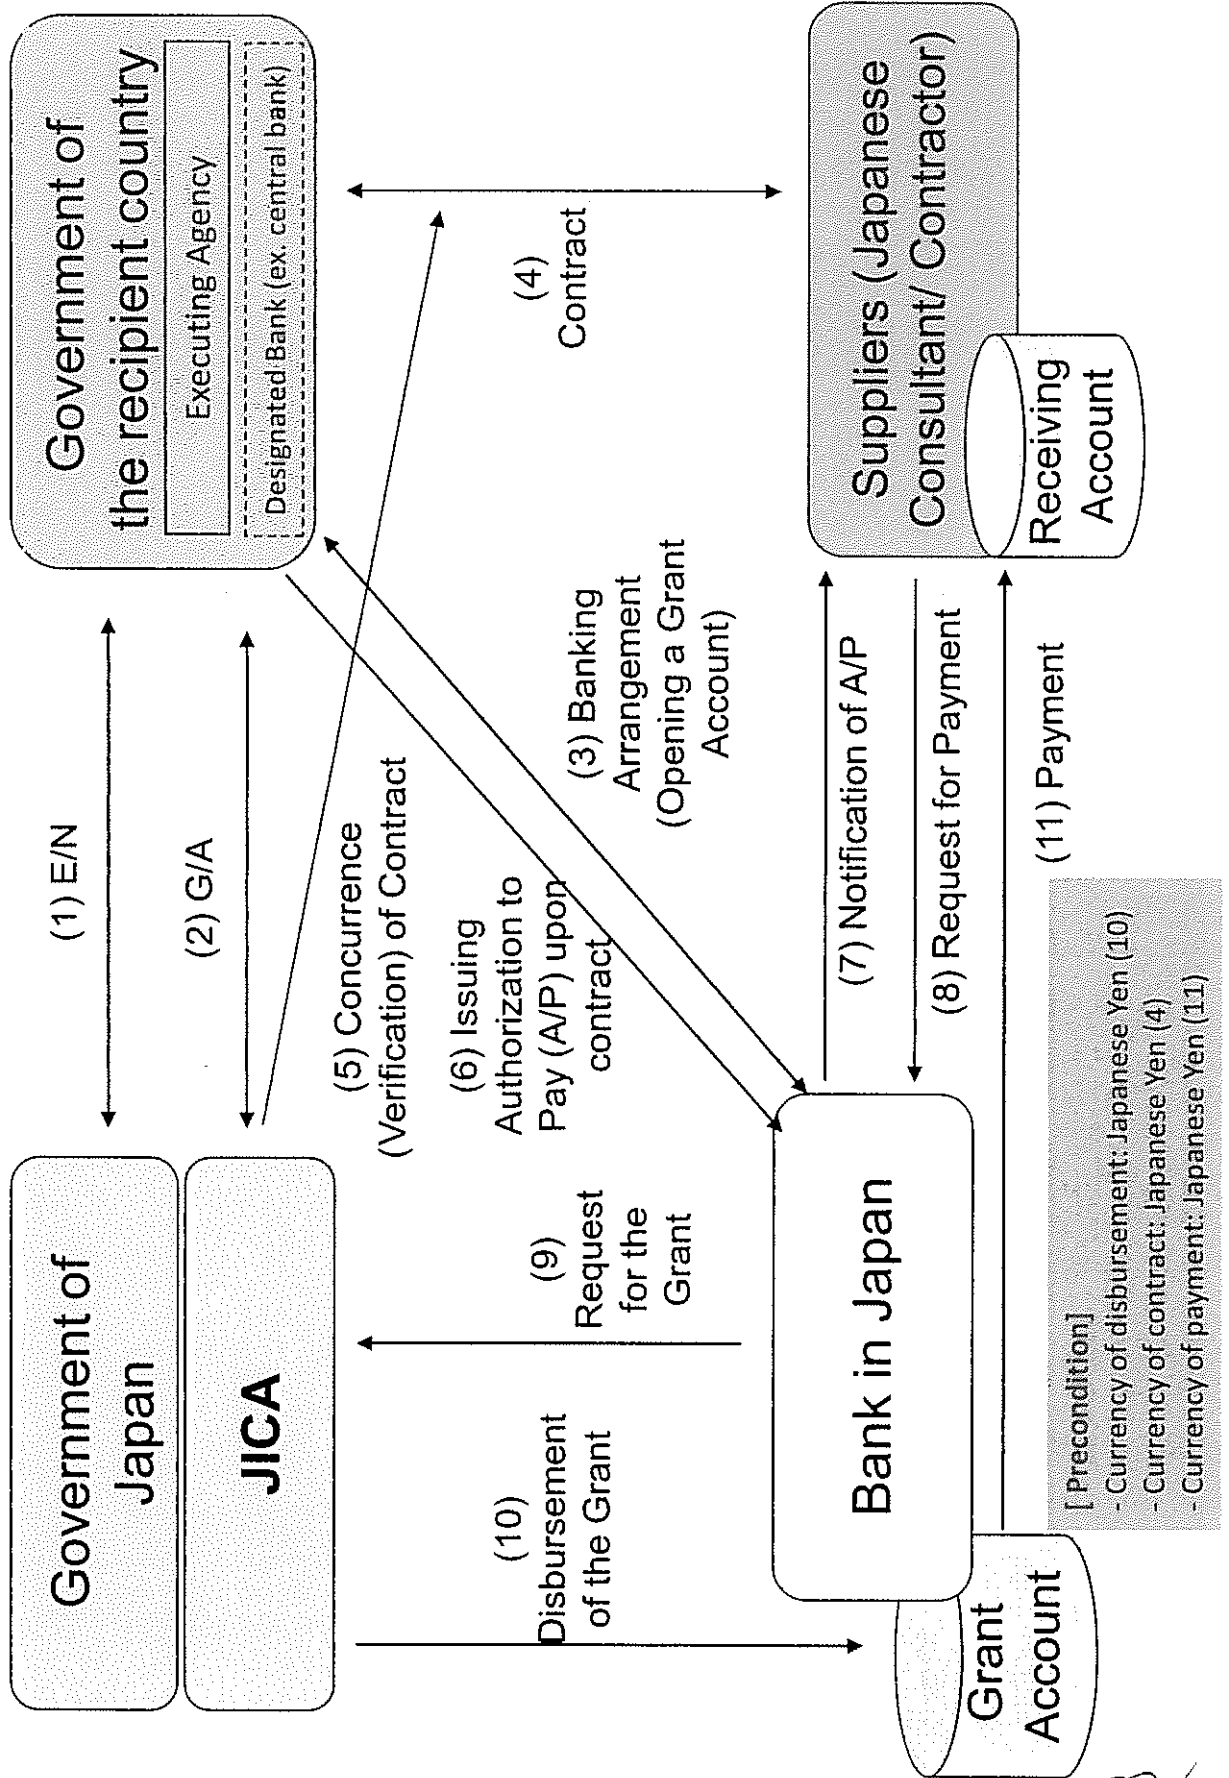 Government of
Japan
JICA
(1) E/N
(2) G/A
Government of
the recipient country
Executing Agency
Designated Bank (ex. central bank)
(5) Concurrence
(Verification) of Contract
(6) Issuing
Authorization to
Pay (A/P) upon
contract
(9)
Request
for the
Grant
(10)
Disbursement
of the Grant
(3) Banking
Arrangement
(Opening a Grant
Account)
(4)
Contract
Bank in Japan
Grant
Account
(7) Notification of A/P
(8) Request for Payment
(11) Payment
Suppliers (Japanese
Consultant/ Contractor)
Receiving
Account
[ Precondition]
- Currency of disbursement: Japanese Yen (10)
- Currency of contract: Japanese Yen (4)
- Currency of payment: Japanese Yen (11)